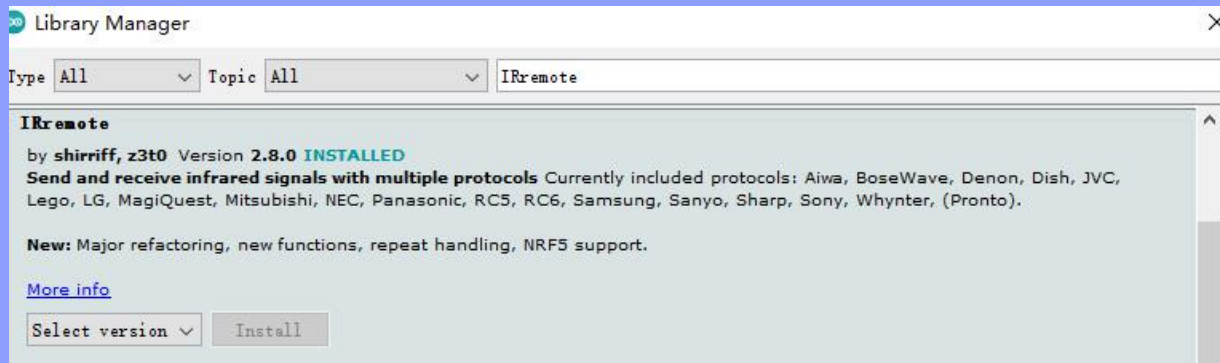 Library Manager
Type All Topic All IRremote
IRremote
by shirriff, z3t0 Version 2.8.0 INSTALLED
Send and receive infrared signals with multiple protocols Currently included protocols: Aiwa, BoseWave, Denon, Dish, JVC,
Lego, LG, MagiQuest, Mitsubishi, NEC, Panasonic, RC5, RC6, Samsung, Sanyo, Sharp, Sony, Whynter, (Pronto).
New: Major refactoring, new functions, repeat handling, NRF5 support.
More info
Select version Install